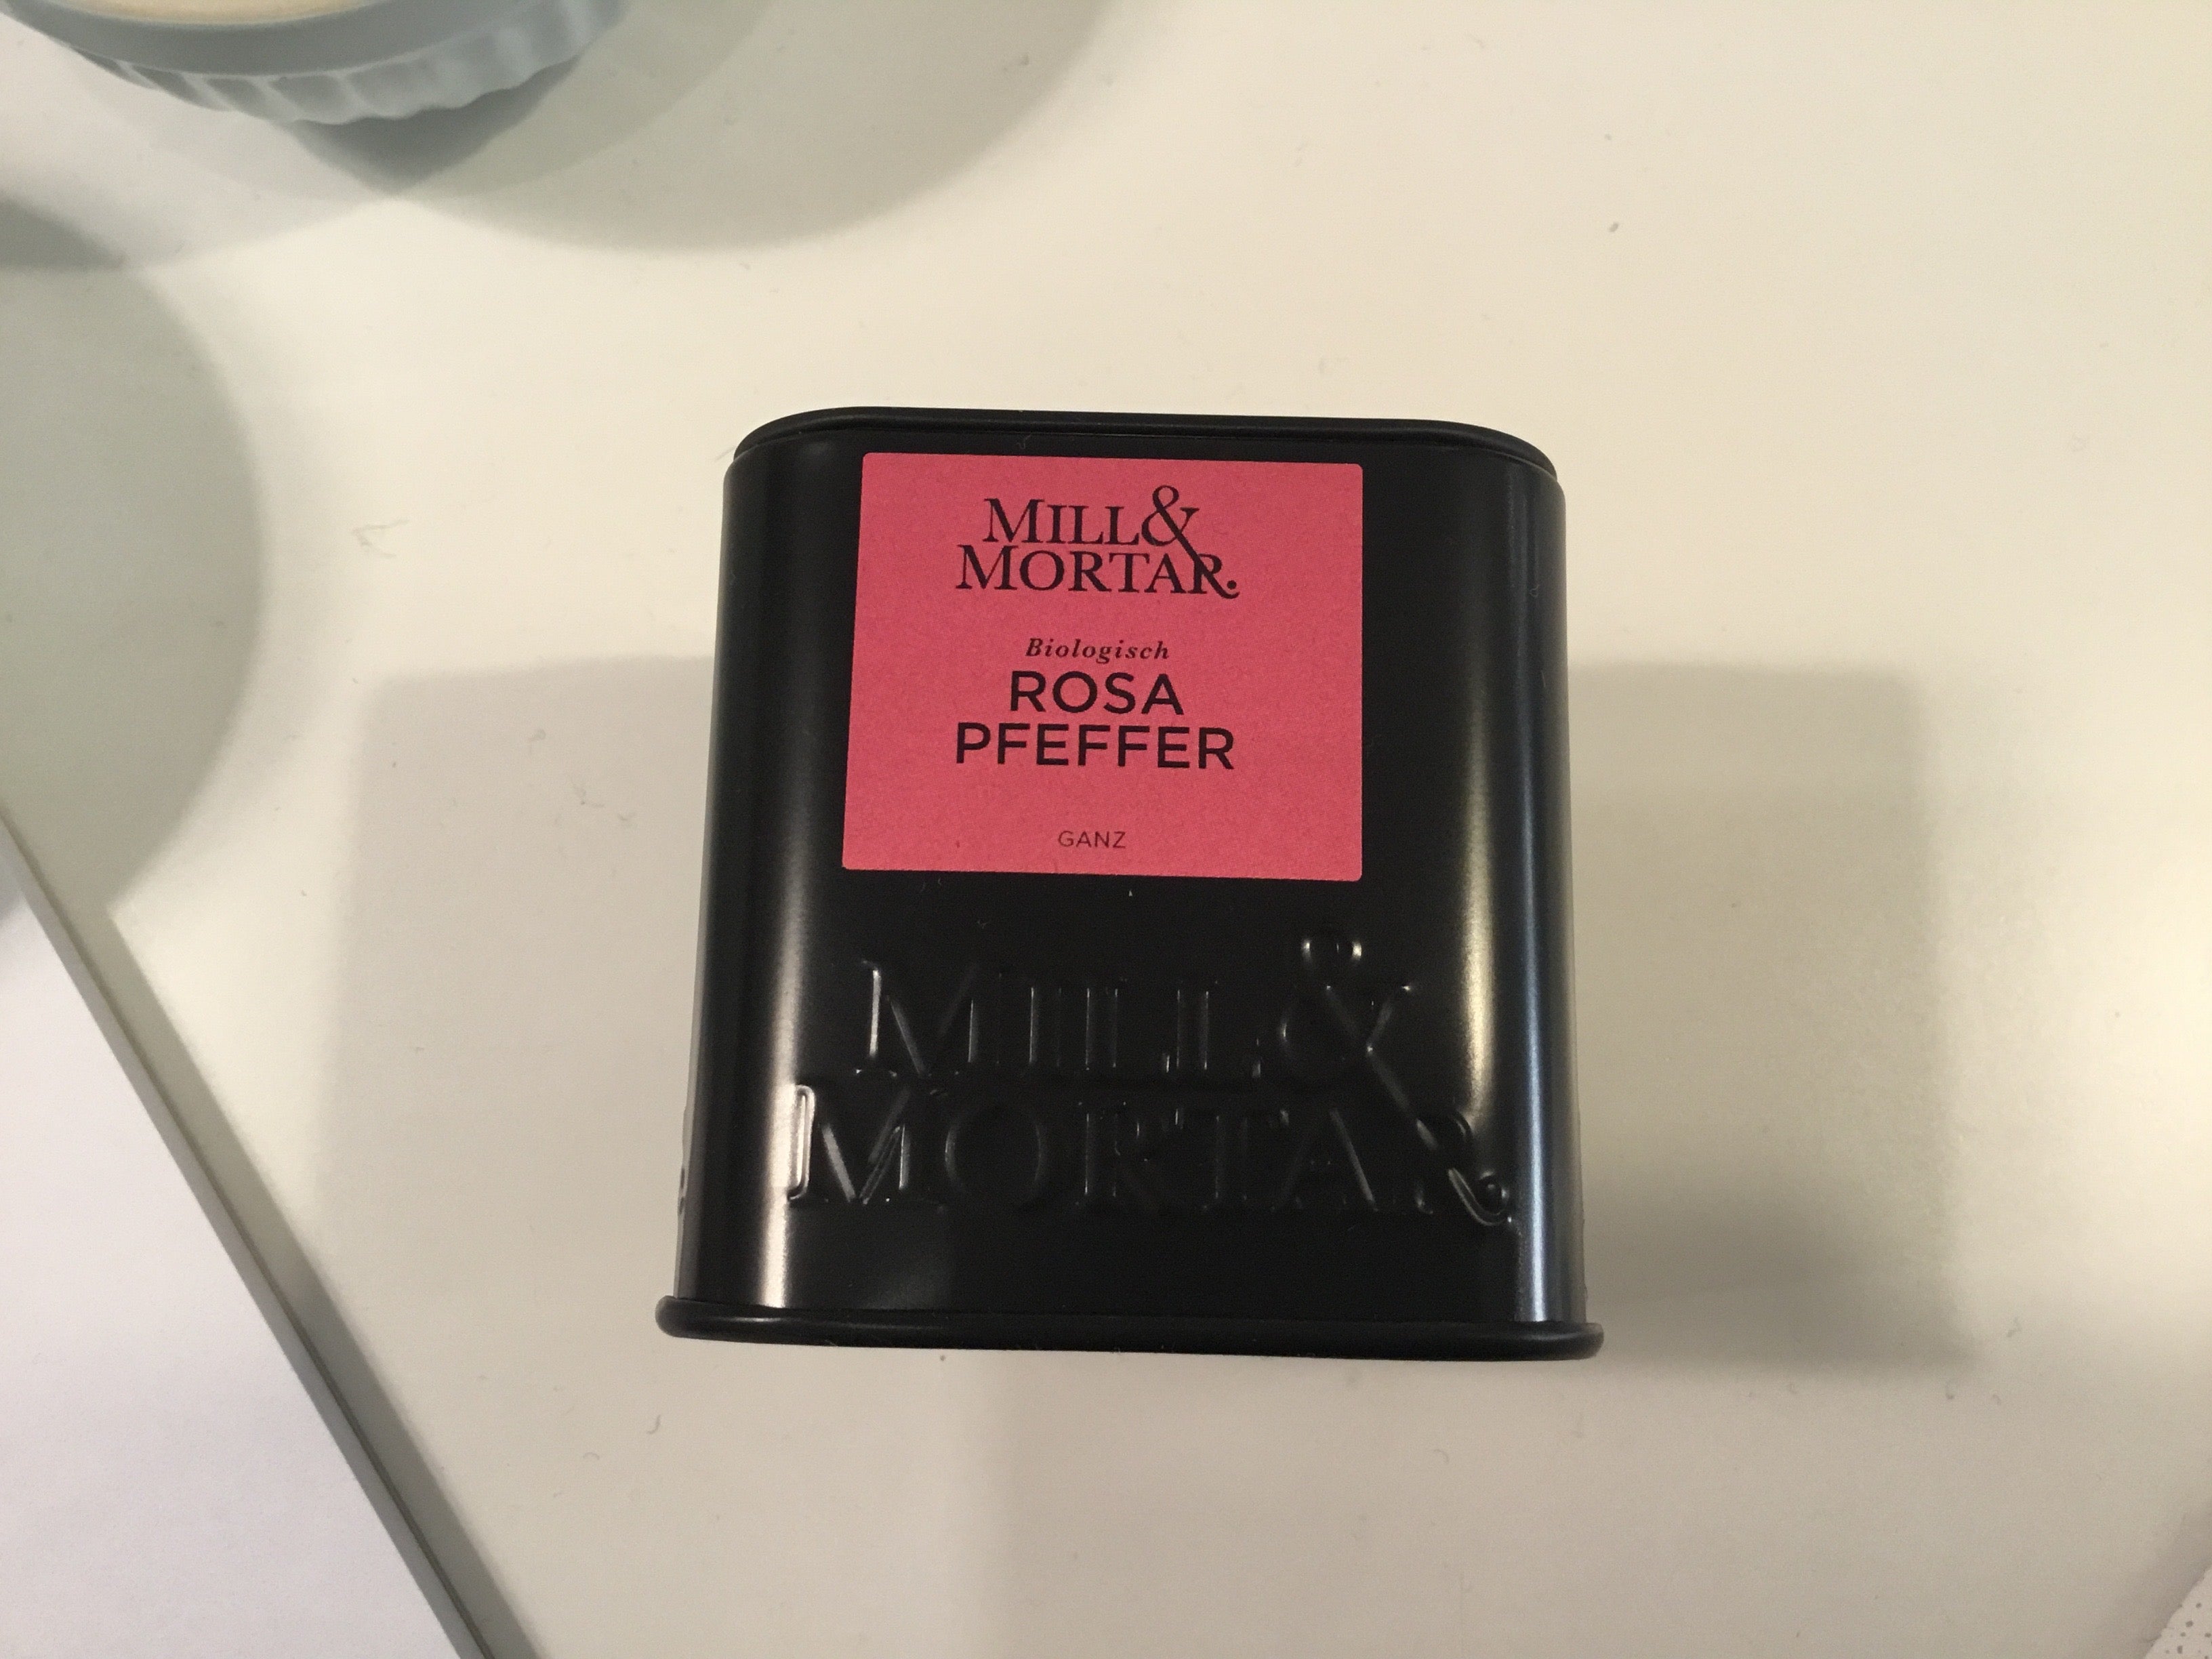 MILL&
MORTAR.
Biologisch
ROSA
PFEFFER
GANZ
MILL&
MORTAR